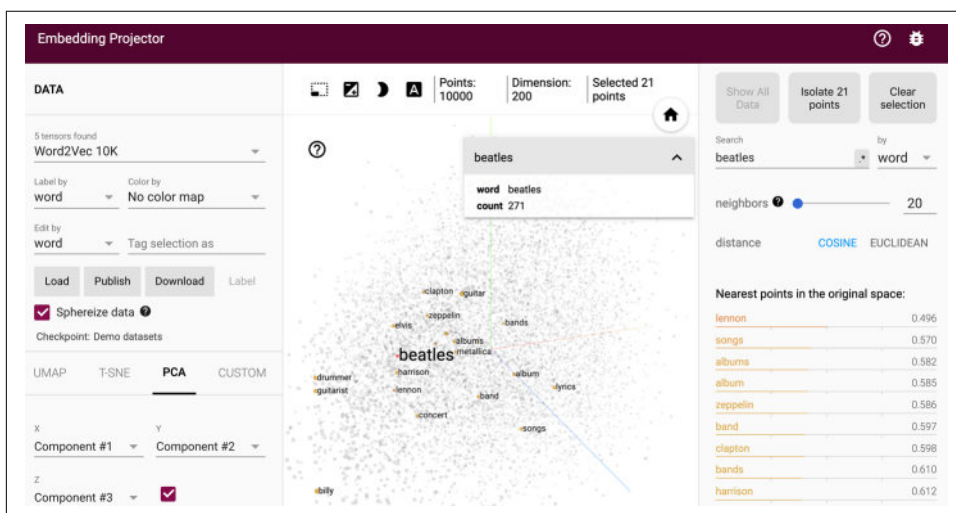 Embedding Projector
DATA
5 tensors found
Word2Vec 10K
Label by
Color by
word
No color map
Edit by
word
Tag selection as
Load
Publish
Download
Label
Sphereize data
Checkpoint: Demo datasets
UMAP
T-SNE
PCA
CUSTOM
X
Component #1
Y
Component #2
Z
Component #3
A
Points: 10000
Dimension: 200
Selected 21 points
beatles
word beatles
count 271
clapton
guitar
zeppelin
elvis
bands
albums
beatles
metallica
harrison
album
drummer
guitarist
lennon
lyrics
band
concert
songs
billy
Show All Data
Isolate 21 points
Clear selection
Search
by
beatles
.*
word
neighbors
20
distance
COSINE
EUCLIDEAN
Nearest points in the original space:
lennon 0.496
songs 0.570
albums 0.582
album 0.585
zeppelin 0.586
band 0.597
clapton 0.598
bands 0.610
harrison 0.612